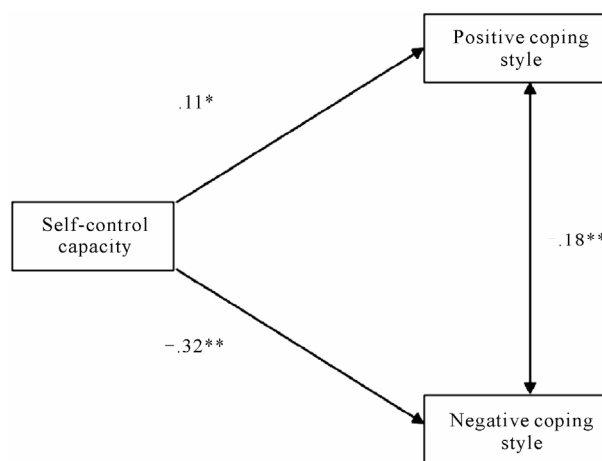 Positive coping
style
.11*
Self-control
capacity
−.18**
−.32**
Negative coping
style